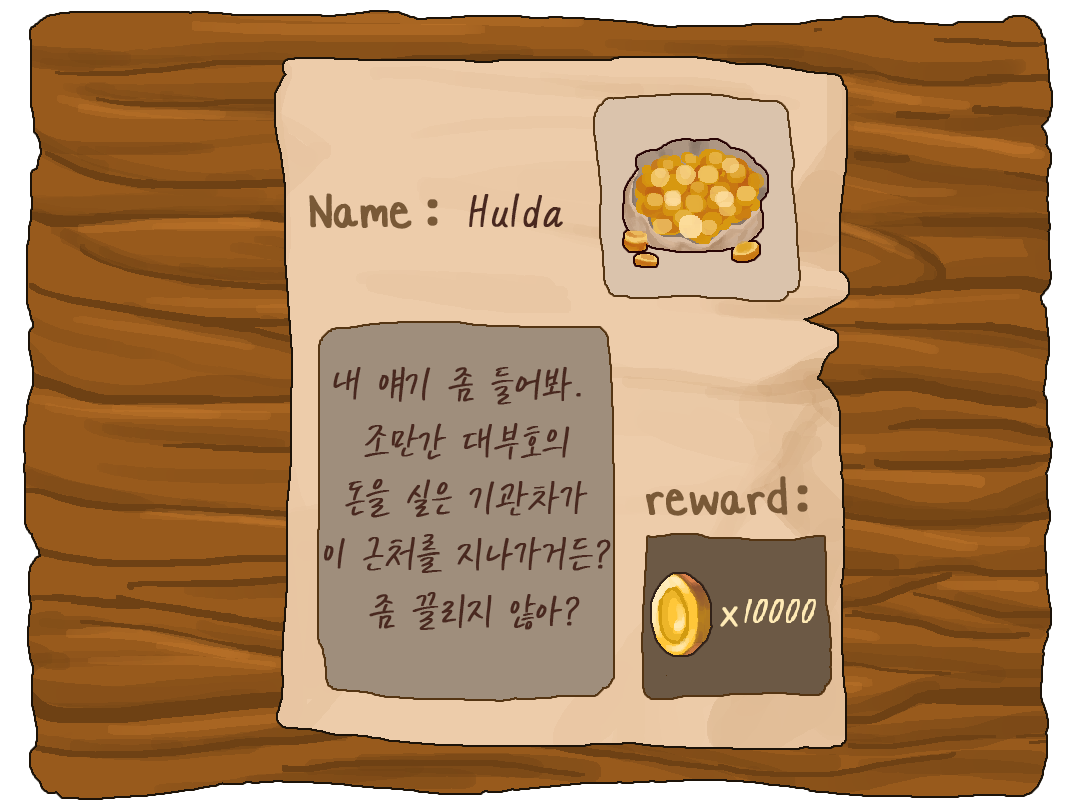 Name : Hulda
내 얘기 좀 들어봐.
조만간 대부호의
돈을 실은 기관차가
이 근처를 지나가거든?
좀 끌리지 않아?
reward:
x10000